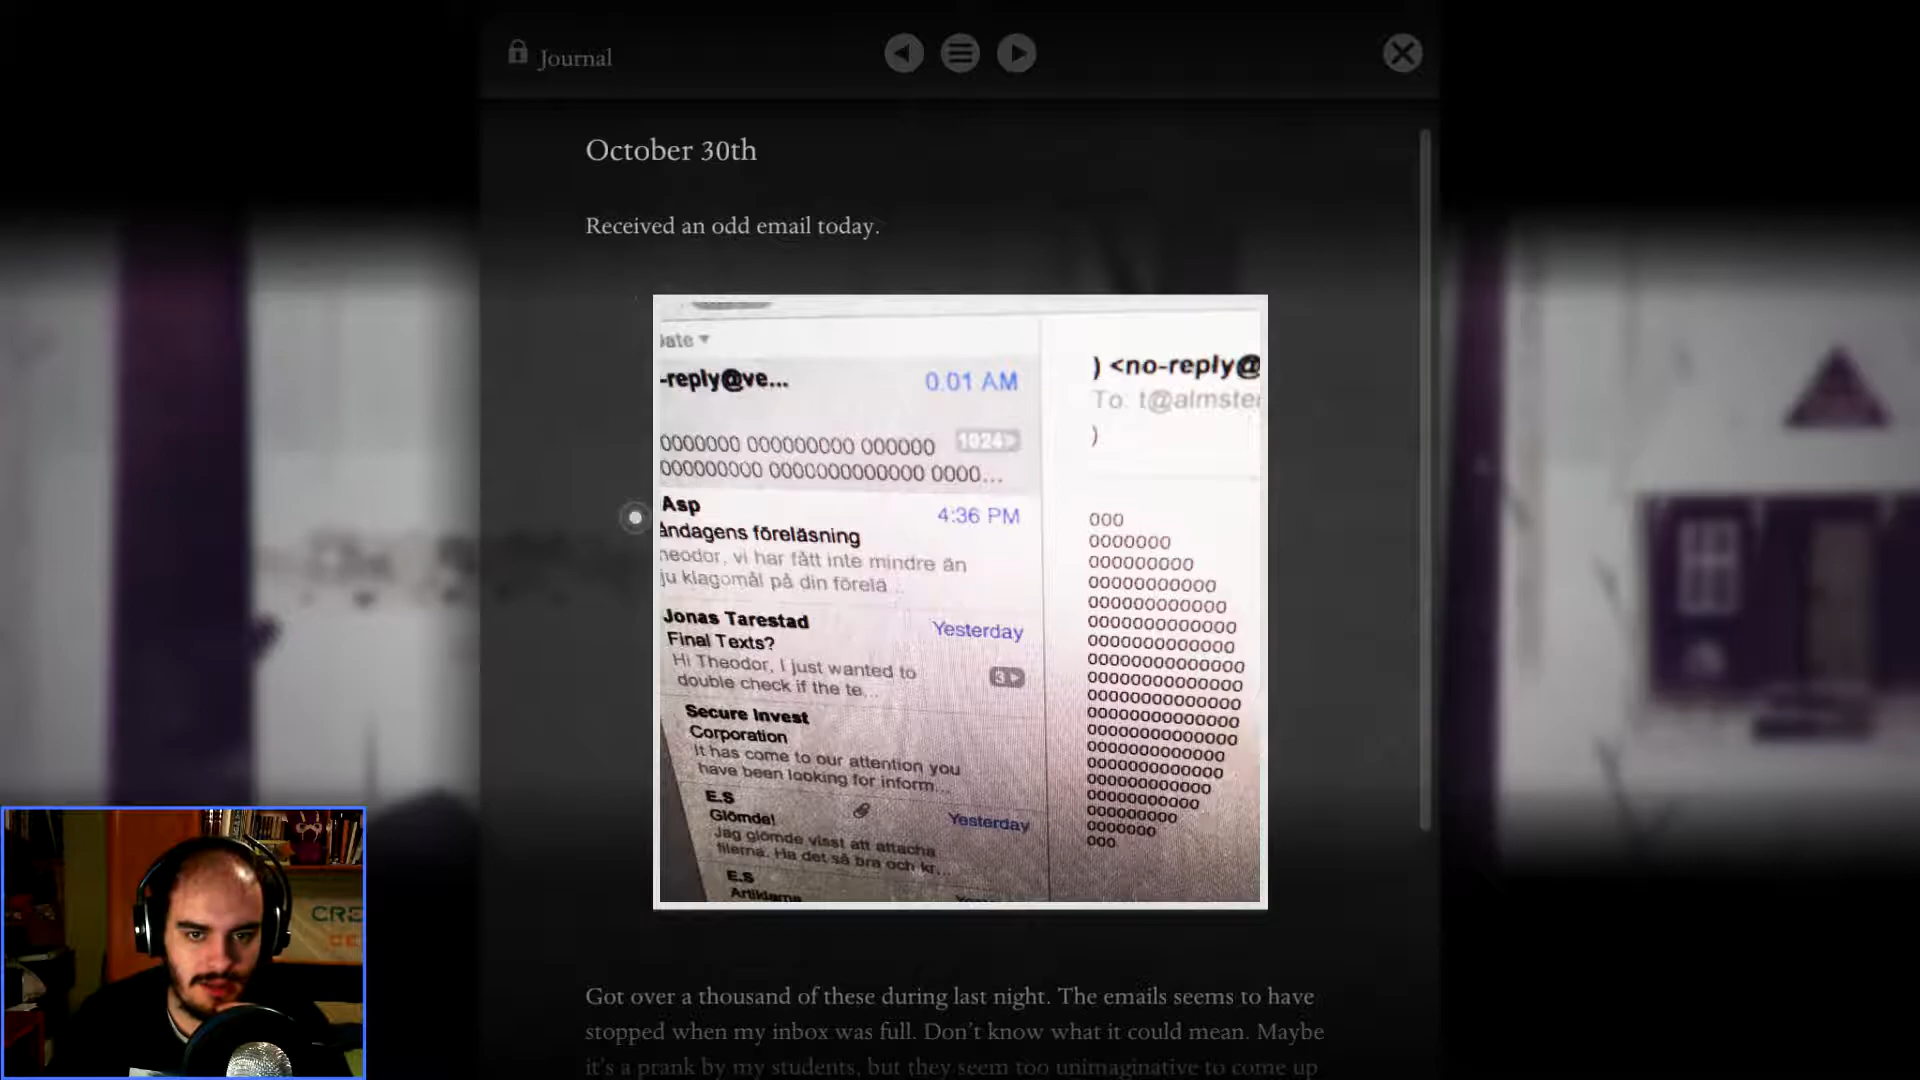 Journal
October 30th
Received an odd email today.
-reply@ve... 0.01 AM
0000000 000000000 000000 1024
000000000 0000000000000 0000...
Asp 4:36 PM
åndagens föreläsning
heodor, vi har fått inte mindre än
ju klagomål på din förelä...
Jonas Tarestad Yesterday
Final Texts?
Hi Theodor, I just wanted to
double check if the te... 3
Secure Invest
Corporation
It has come to our attention you
have been looking for inform...
E.S
Glömde! Yesterday
Jag glömde visst att attacha
filerna. Ha det så bra och kr...
E.S
Artiklarna
) <no-reply@
To: t@almste
)
000
0000000
000000000
00000000000
000000000000
0000000000000
0000000000000
00000000000000
00000000000000
00000000000000
00000000000000
00000000000000
0000000000000
0000000000000
000000000000
00000000000
000000000
0000000
000
Got over a thousand of these during last night. The emails seems to have
stopped when my inbox was full. Don't know what it could mean. Maybe
it's a prank by my students, but they seem too unimaginative to come up
CRE